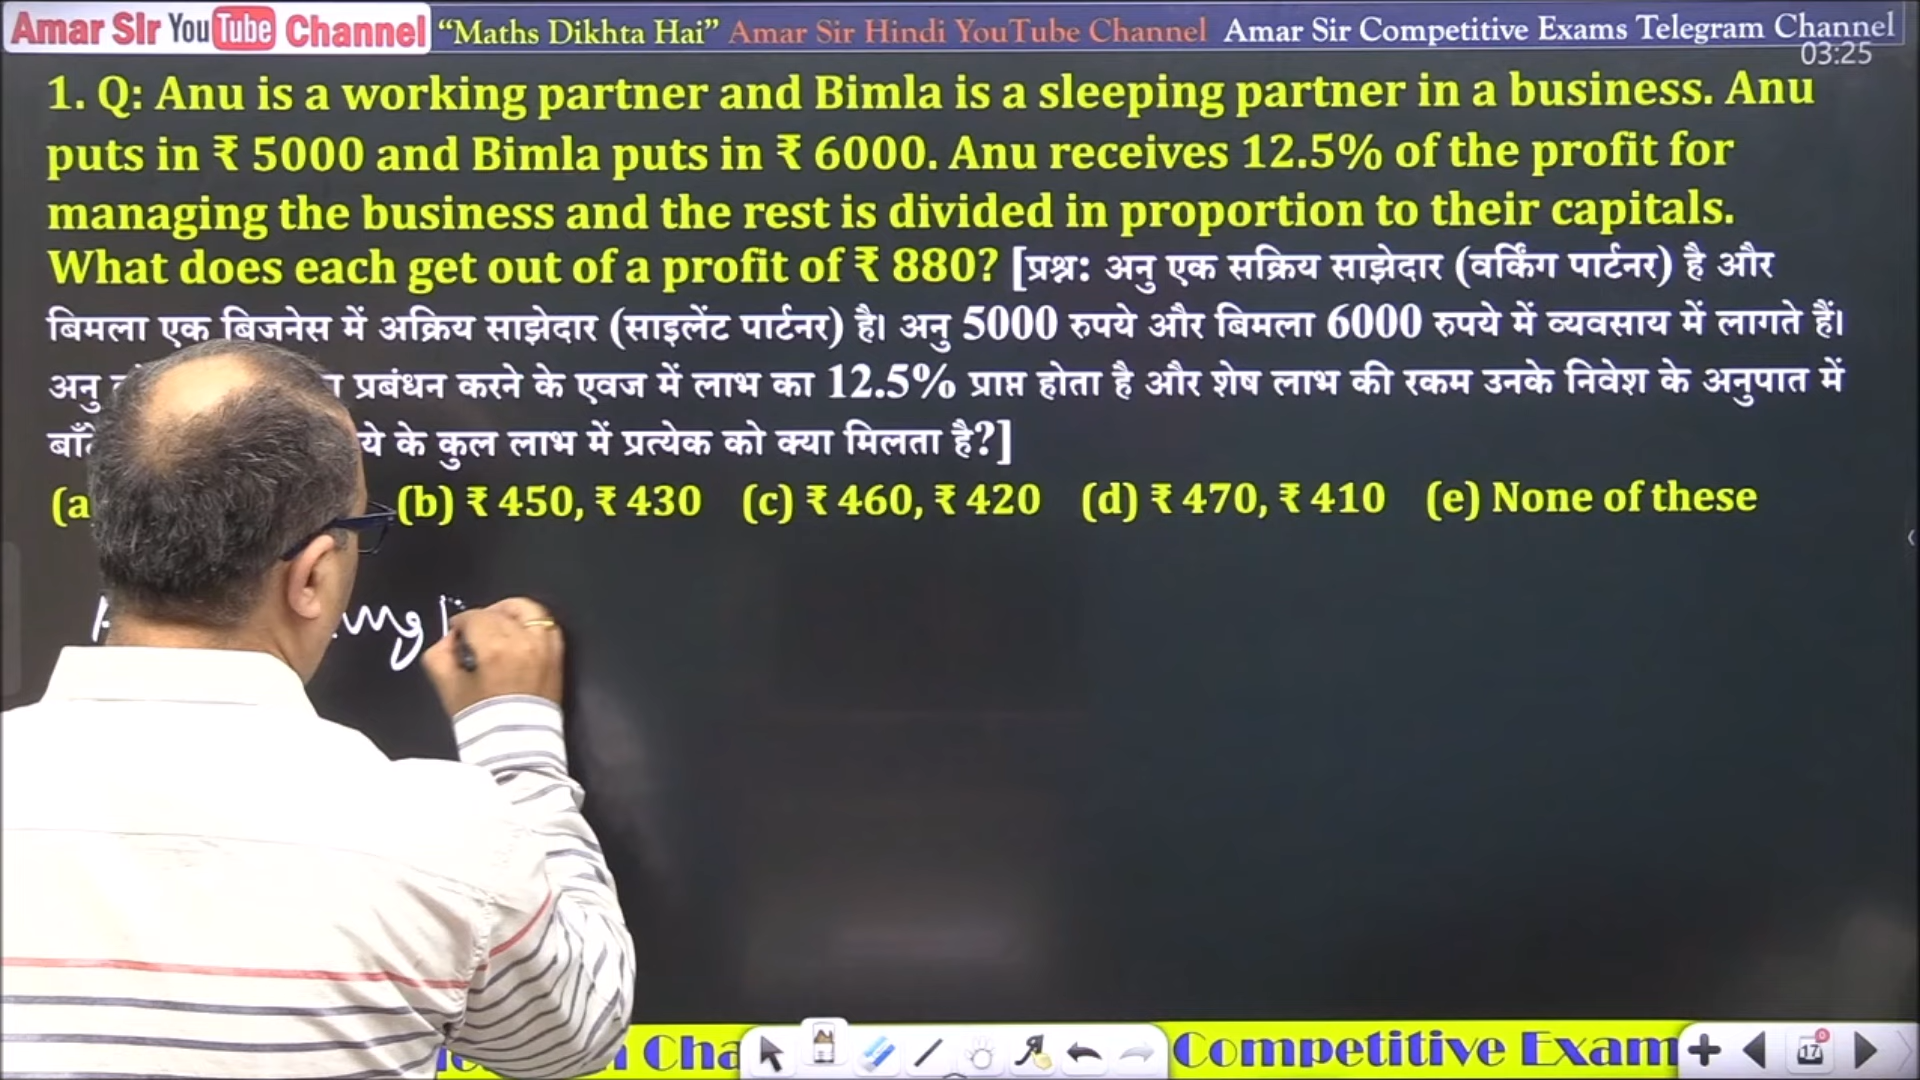 Amar Sir YouTube Channel "Maths Dikhta Hai" Amar Sir Hindi YouTube Channel Amar Sir Competitive Exams Telegram Channel
03:25
1. Q: Anu is a working partner and Bimla is a sleeping partner in a business. Anu
puts in ₹ 5000 and Bimla puts in ₹ 6000. Anu receives 12.5% of the profit for
managing the business and the rest is divided in proportion to their capitals.
What does each get out of a profit of ₹ 880? [प्रश्न: अनु एक सक्रिय साझेदार (वर्किंग पार्टनर) है और
बिमला एक बिजनेस में अक्रिय साझेदार (साइलेंट पार्टनर) है। अनु 5000 रुपये और बिमला 6000 रुपये में व्यवसाय में लागते हैं।
अनु प्रबंधन करने के एवज में लाभ का 12.5% प्राप्त होता है और शेष लाभ की रकम उनके निवेश के अनुपात में
ये के कुल लाभ में प्रत्येक को क्या मिलता है?]
(a (b) ₹ 450, ₹ 430 (c) ₹ 460, ₹ 420 (d) ₹ 470, ₹ 410 (e) None of these
Competitive Exam
17